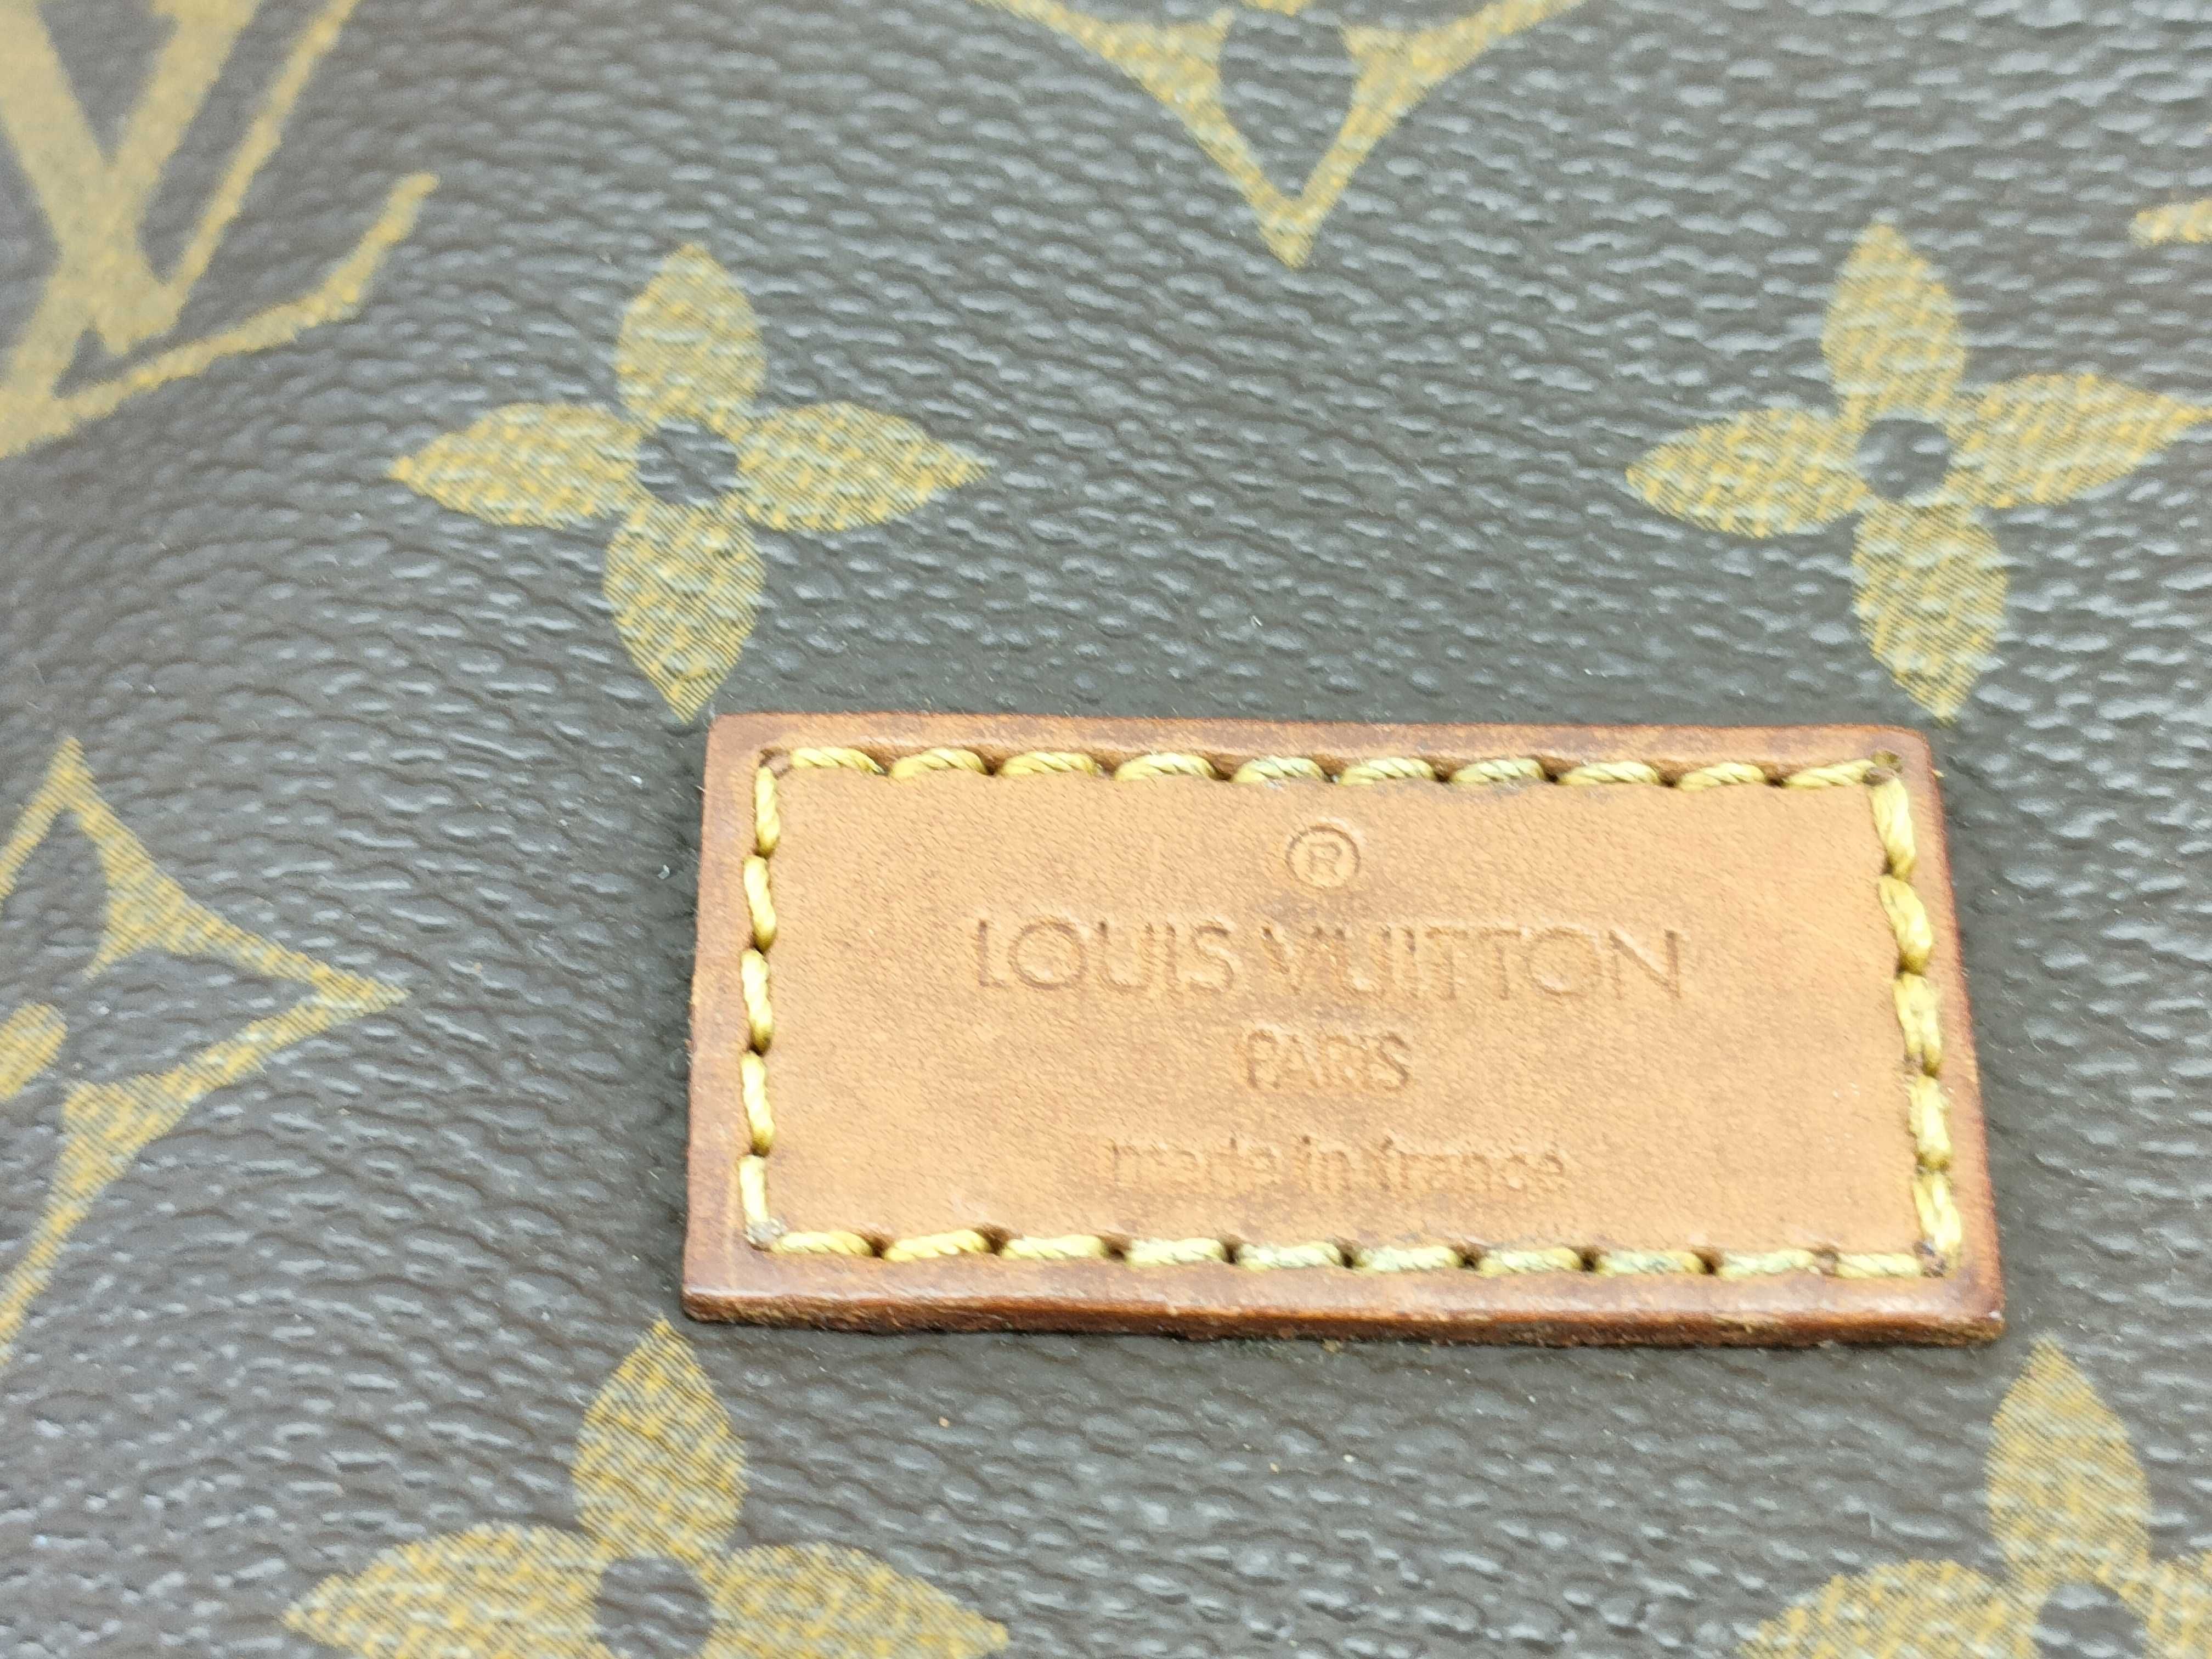 ®
LOUIS VUITTON
PARIS
made in france